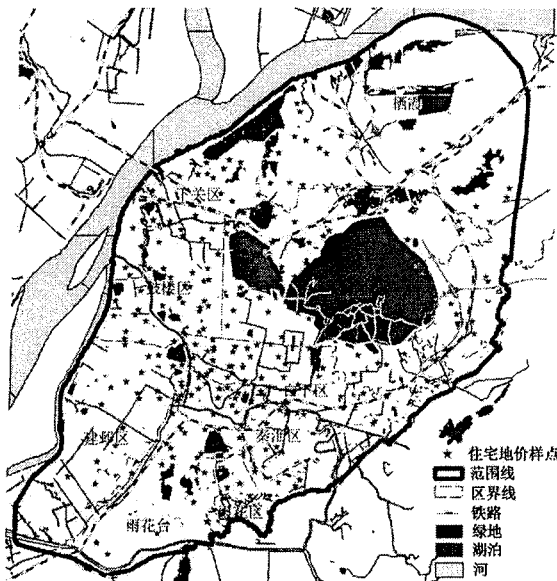 栖霞
下关区
鼓楼区
区
建邺区
秦淮区
雨花台
雨花区
住宅地价样点
范围线
区界线
铁路
绿地
湖泊
河